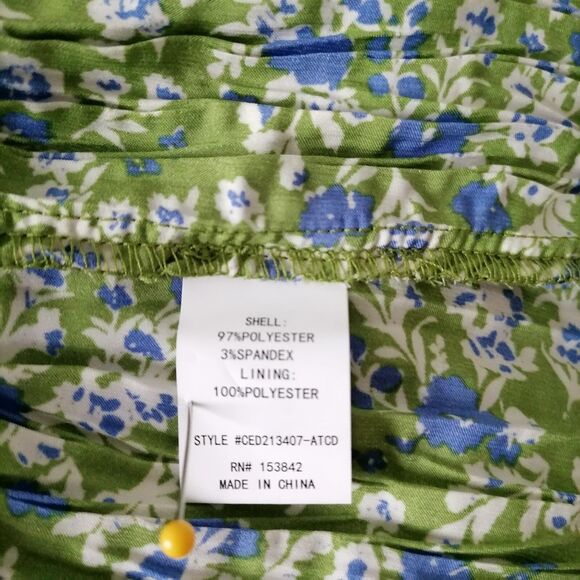 SHELL:
97%POLYESTER
3%SPANDEX
LINING:
100%POLYESTER
STYLE #CED213407-ATCD
RN# 153842
MADE IN CHINA